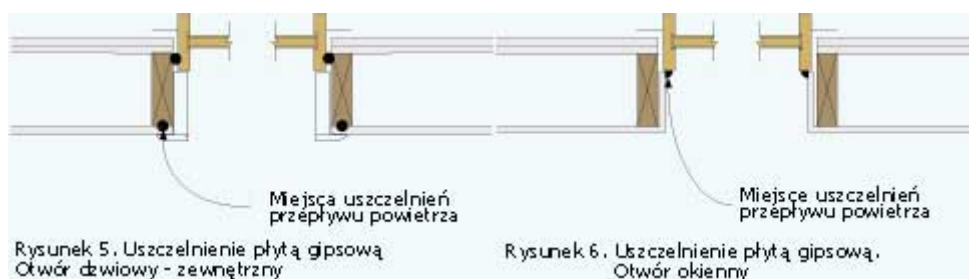 Miejsca uszczelnień
przepływu powietrza
Rysunek 5. Uszczelnienie płytą gipsową
Otwór dzwiowy - zewnętrzny
Miejsce uszczelnień
przepływu powietrza
Rysunek 6. Uszczelnienie płytą gipsową.
Otwór okienny